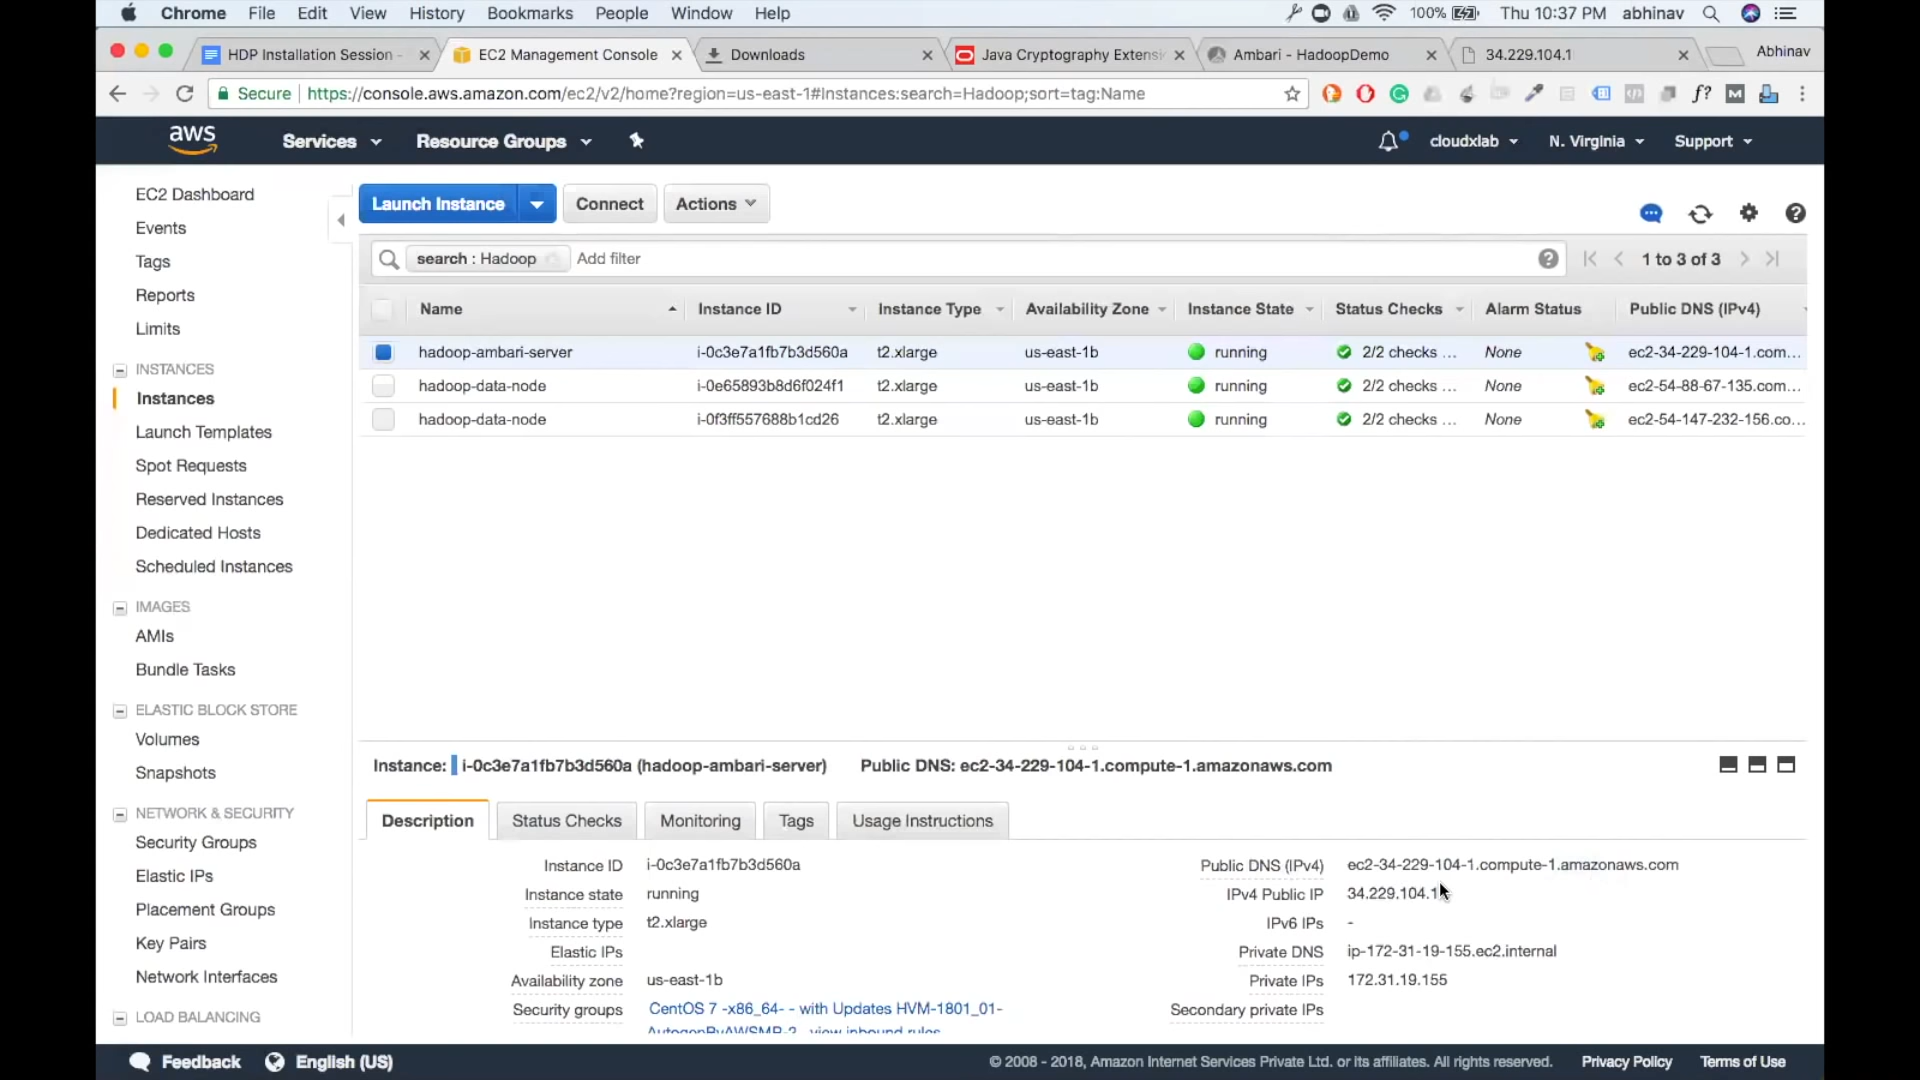 Chrome File Edit View History Bookmarks People Window Help 100% Thu 10:37 PM abhinav
HDP Installation Session - EC2 Management Console Downloads Java Cryptography Extensi Ambari - HadoopDemo 34.229.104.1 Abhinav
Secure https://console.aws.amazon.com/ec2/v2/home?region=us-east-1#Instances:search=Hadoop;sort=tag:Name f? M
aws Services Resource Groups cloudxlab N. Virginia Support
EC2 Dashboard
Events
Tags
Reports
Limits
INSTANCES
Instances
Launch Templates
Spot Requests
Reserved Instances
Dedicated Hosts
Scheduled Instances
IMAGES
AMIs
Bundle Tasks
ELASTIC BLOCK STORE
Volumes
Snapshots
NETWORK & SECURITY
Security Groups
Elastic IPs
Placement Groups
Key Pairs
Network Interfaces
LOAD BALANCING
Launch Instance Connect Actions
search : Hadoop Add filter 1 to 3 of 3
Name Instance ID Instance Type Availability Zone Instance State Status Checks Alarm Status Public DNS (IPv4)
hadoop-ambari-server i-0c3e7a1fb7b3d560a t2.xlarge us-east-1b running 2/2 checks ... None ec2-34-229-104-1.com...
hadoop-data-node i-0e65893b8d6f024f1 t2.xlarge us-east-1b running 2/2 checks ... None ec2-54-88-67-135.com...
hadoop-data-node i-0f3ff557688b1cd26 t2.xlarge us-east-1b running 2/2 checks ... None ec2-54-147-232-156.co...
Instance: i-0c3e7a1fb7b3d560a (hadoop-ambari-server) Public DNS: ec2-34-229-104-1.compute-1.amazonaws.com
Description Status Checks Monitoring Tags Usage Instructions
Instance ID i-0c3e7a1fb7b3d560a Public DNS (IPv4) ec2-34-229-104-1.compute-1.amazonaws.com
Instance state running IPv4 Public IP 34.229.104.1
Instance type t2.xlarge IPv6 IPs -
Elastic IPs Private DNS ip-172-31-19-155.ec2.internal
Availability zone us-east-1b Private IPs 172.31.19.155
Security groups CentOS 7 -x86_64- - with Updates HVM-1801_01- Secondary private IPs
AutogenByAWSMP-2 . view inbound rules
Feedback English (US) © 2008 - 2018, Amazon Internet Services Private Ltd. or its affiliates. All rights reserved. Privacy Policy Terms of Use